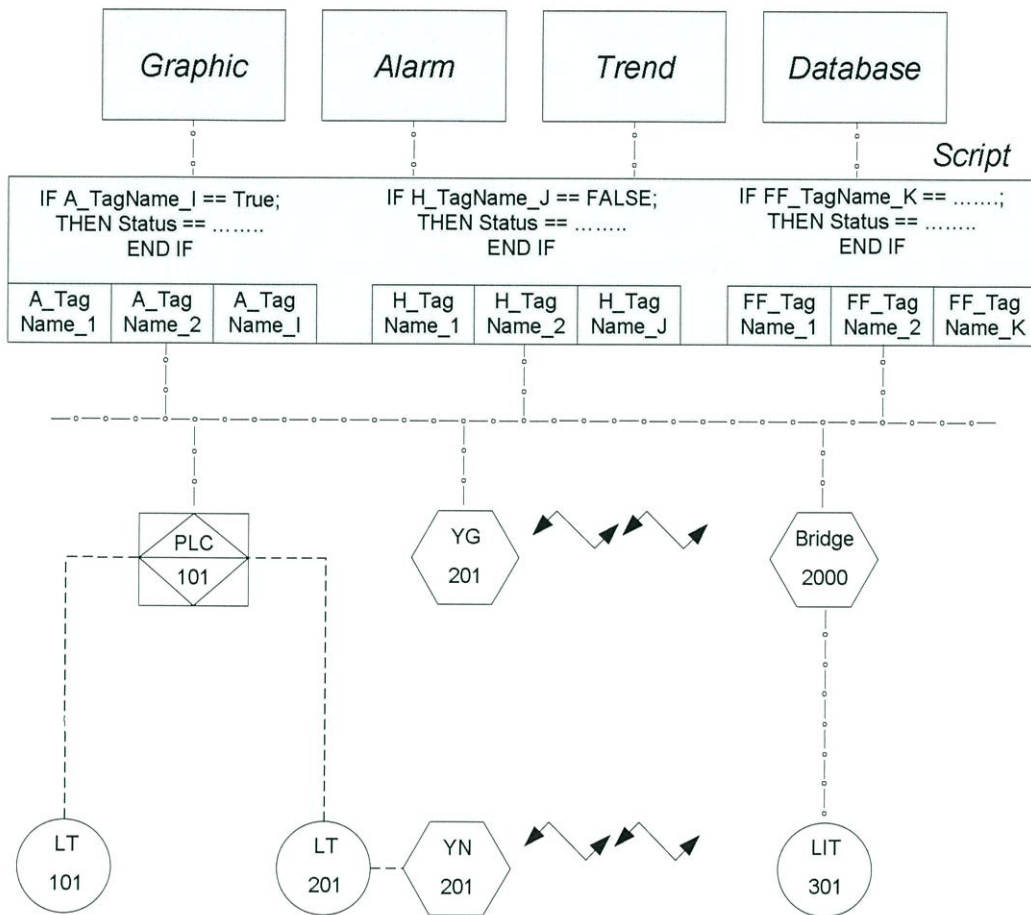 Graphic
Alarm
Trend
Database
Script
IF A_TagName_I == True;
THEN Status == ........
END IF
IF H_TagName_J == FALSE;
THEN Status == ........
END IF
IF FF_TagName_K == .......;
THEN Status == ........
END IF
A_Tag
Name_1
A_Tag
Name_2
A_Tag
Name_I
H_Tag
Name_1
H_Tag
Name_2
H_Tag
Name_J
FF_Tag
Name_1
FF_Tag
Name_2
FF_Tag
Name_K
PLC
101
YG
201
Bridge
2000
LT
101
LT
201
YN
201
LIT
301